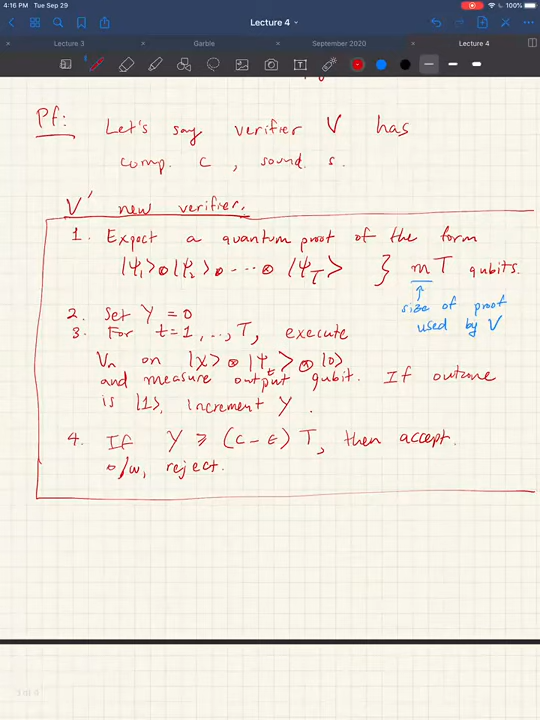 4:16 PM Tue Sep 29
100%
Lecture 4
Lecture 3
Garble
September 2020
Lecture 4
Pf:
Let's say verifier V has
comp. c, sound. s.
V' new verifier.
1. Expect a quantum proof of the form
|ψ₁> ⊗ |ψ₂> ⊗ ... ⊗ |ψ_T> } mT qubits.
↑
size of proof
used by V
2. Set Y = 0
3. For t=1,..,T, execute
Vₙ on |x> ⊗ |ψ_t> ⊗ |0>
and measure output qubit. If outcome
is |1>, increment Y.
4. If Y ≥ (c-ε) T, then accept.
o/w, reject.